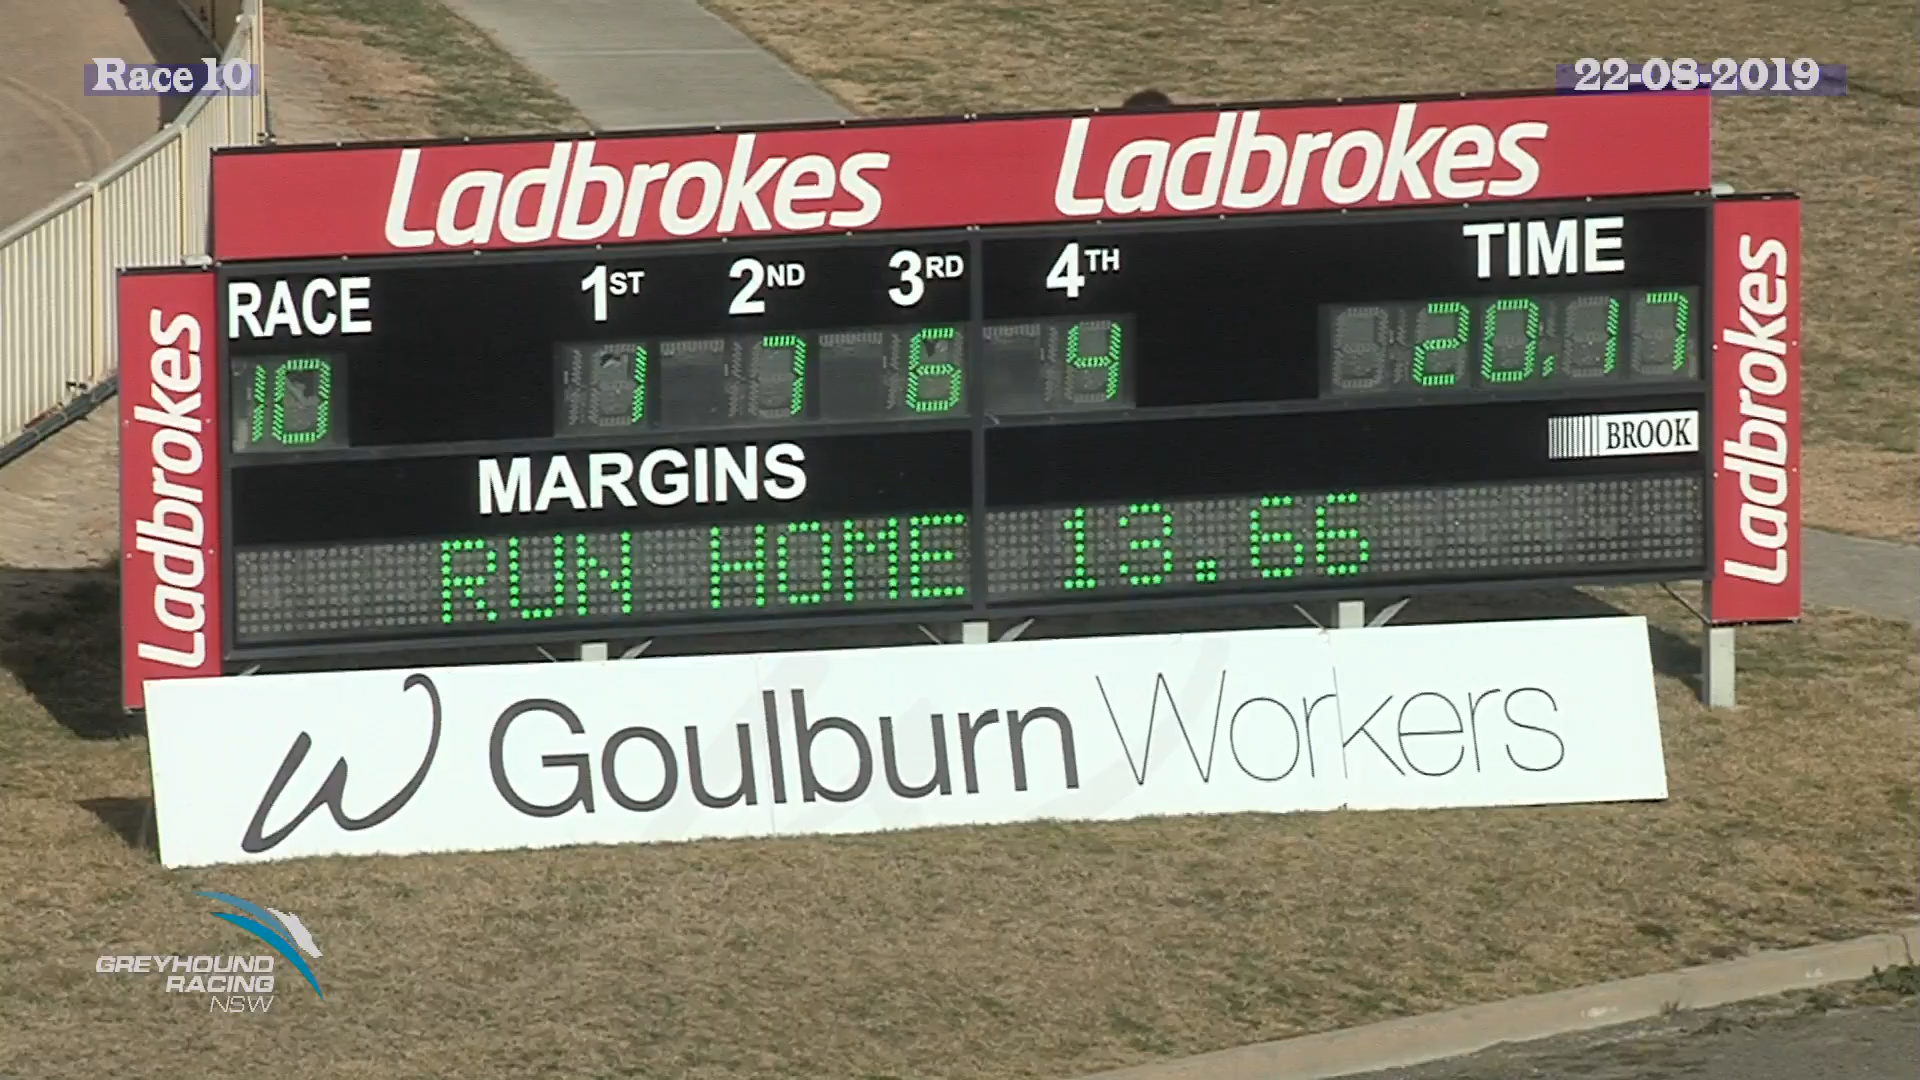 Race 10
22-08-2019
Ladbrokes Ladbrokes
RACE 1ST 2ND 3RD 4TH TIME
10 1 7 6 9 20.17
MARGINS
BROOK
RUN HOME 13.66
Ladbrokes
Ladbrokes
W Goulburn Workers
GREYHOUND
RACING
NSW